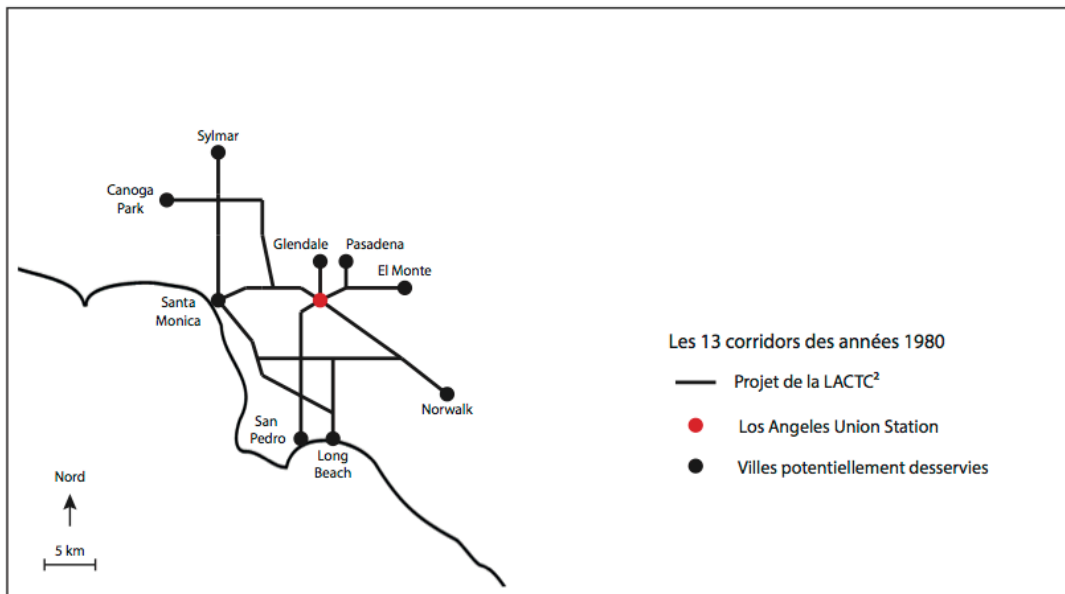 Sylmar
Canoga
Park
Glendale
Pasadena
El Monte
Santa
Monica
Norwalk
San
Pedro
Long
Beach
Nord
5 km
Les 13 corridors des années 1980
Projet de la LACTC²
Los Angeles Union Station
Villes potentiellement desservies